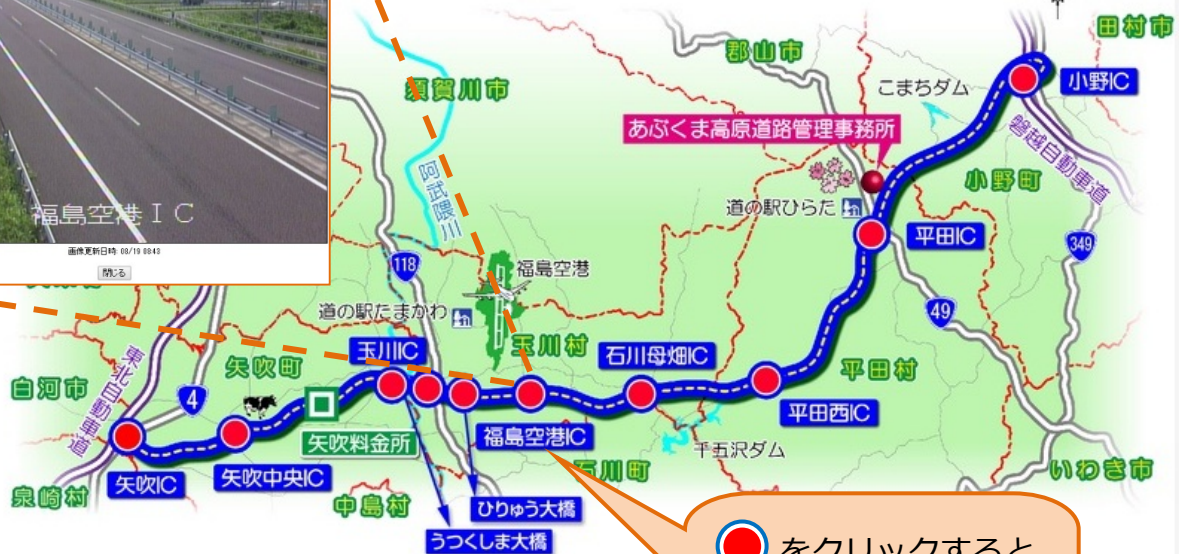 福島空港IC
画像更新日時: 08/19 08:43
閉じる
田村市
郡山市
小野IC
こまちダム
須賀川市
あぶくま高原道路管理事務所
磐越自動車道
阿武隈川
小野町
道の駅ひらた
平田IC
349
118
福島空港
49
道の駅たまかわ
玉川村
玉川IC
石川母畑IC
矢吹町
平田村
東北自動車道
白河市
4
平田西IC
福島空港IC
矢吹料金所
千五沢ダム
石川町
矢吹IC
矢吹中央IC
いわき市
泉崎村
中島村
ひりゅう大橋
うつくしま大橋
をクリックすると